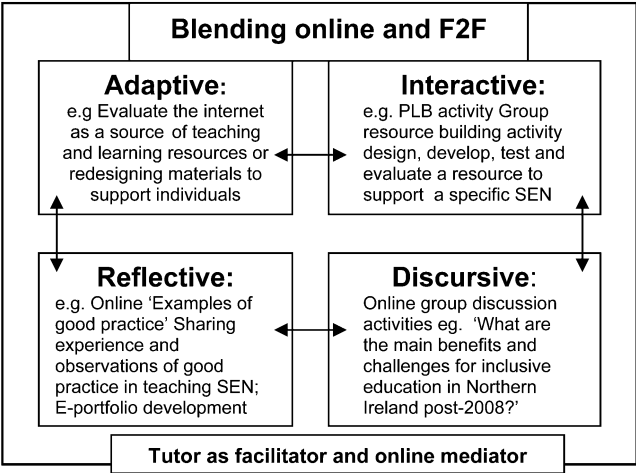 Blending online and F2F
Adaptive:
e.g Evaluate the internet
as a source of teaching
and learning resources or
redesigning materials to
support individuals
Interactive:
e.g. PLB activity Group
resource building activity
design, develop, test and
evaluate a resource to
support a specific SEN
Reflective:
e.g. Online ‘Examples of
good practice’ Sharing
experience and
observations of good
practice in teaching SEN;
E-portfolio development
Discursive:
Online group discussion
activities eg. ‘What are
the main benefits and
challenges for inclusive
education in Northern
Ireland post-2008?’
Tutor as facilitator and online mediator